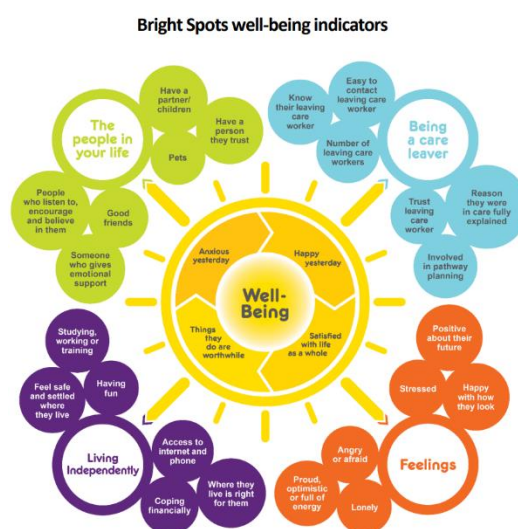 Bright Spots well-being indicators
The
people in
your life
Have a
partner/
children
Have a
person
they trust
Pets
People
who listen to,
encourage and
believe in
them
Good
friends
Someone
who gives
emotional
support
Being
a care
leaver
Easy to
contact
leaving care
worker
Know
their leaving
care
worker
Number of
leaving care
workers
Reason
they were
in care fully
explained
Trust
leaving care
worker
Involved
in pathway
planning
Well-
Being
Anxious
yesterday
Happy
yesterday
Things
they do are
worthwhile
Satisfied
with life
as a whole
Living
Independently
Studying,
working or
training
Feel safe
and settled
where
they live
Having
fun
Access to
internet and
phone
Coping
financially
Where they
live is right
for them
Feelings
Positive
about their
future
Stressed
Happy
with how
they look
Angry
or afraid
Proud,
optimistic
or full of
energy
Lonely